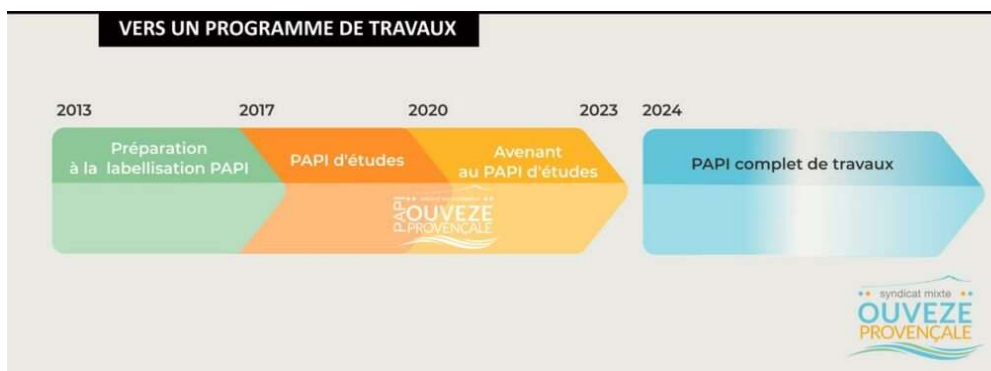 VERS UN PROGRAMME DE TRAVAUX
2013 2017 2020 2023 2024
Préparation
à la labellisation PAPI
PAPI d'études
Avenant
au PAPI d'études
PAPI complet de travaux
PAPI
OUVEZE
PROVENÇALE
syndicat mixte
OUVEZE
PROVENÇALE